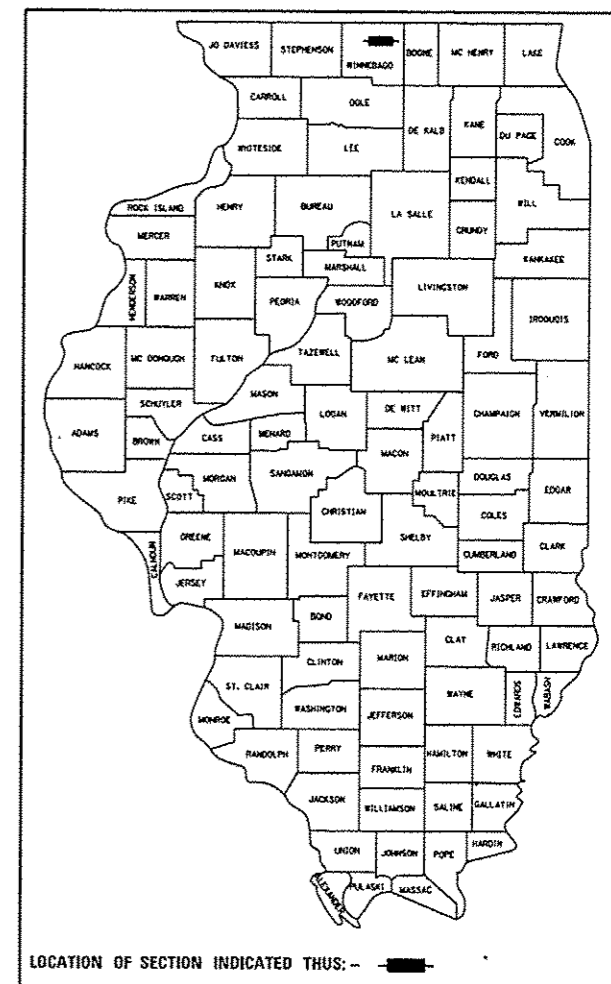 JO DAVIESS
STEPHENSON
WINNEBAGO
BOONE
MC HENRY
LAKE
CARROLL
OGLE
DE KALB
KANE
DU PAGE
COOK
WHITESIDE
LEE
KENDALL
ROCK ISLAND
HENRY
BUREAU
LA SALLE
GRUNDY
WILL
MERCER
PUTNAM
STARK
MARSHALL
KANKAKEE
HENDERSON
WARREN
KNOX
PEORIA
WOODFORD
LIVINGSTON
IROQUOIS
HANCOCK
MC DONOUGH
FULTON
TAZEWELL
MC LEAN
FORD
SCHUYLER
MASON
LOGAN
DE WITT
CHAMPAIGN
VERMILION
ADAMS
BROWN
CASS
MENARD
MACON
PIATT
PIKE
SCOTT
MORGAN
SANGAMON
CHRISTIAN
MOULTRIE
DOUGLAS
EDGAR
COLES
CALHOUN
GREENE
MACOUPIN
MONTGOMERY
SHELBY
CUMBERLAND
CLARK
JERSEY
FAYETTE
EFFINGHAM
JASPER
CRAWFORD
MADISON
BOND
CLAY
RICHLAND
LAWRENCE
CLINTON
MARION
ST. CLAIR
WAYNE
EDWARDS
WABASH
WASHINGTON
JEFFERSON
MONROE
RANDOLPH
PERRY
HAMILTON
WHITE
FRANKLIN
JACKSON
WILLIAMSON
SALINE
GALLATIN
UNION
JOHNSON
POPE
HARDIN
ALEXANDER
PULASKI
MASSAC
LOCATION OF SECTION INDICATED THUS: -